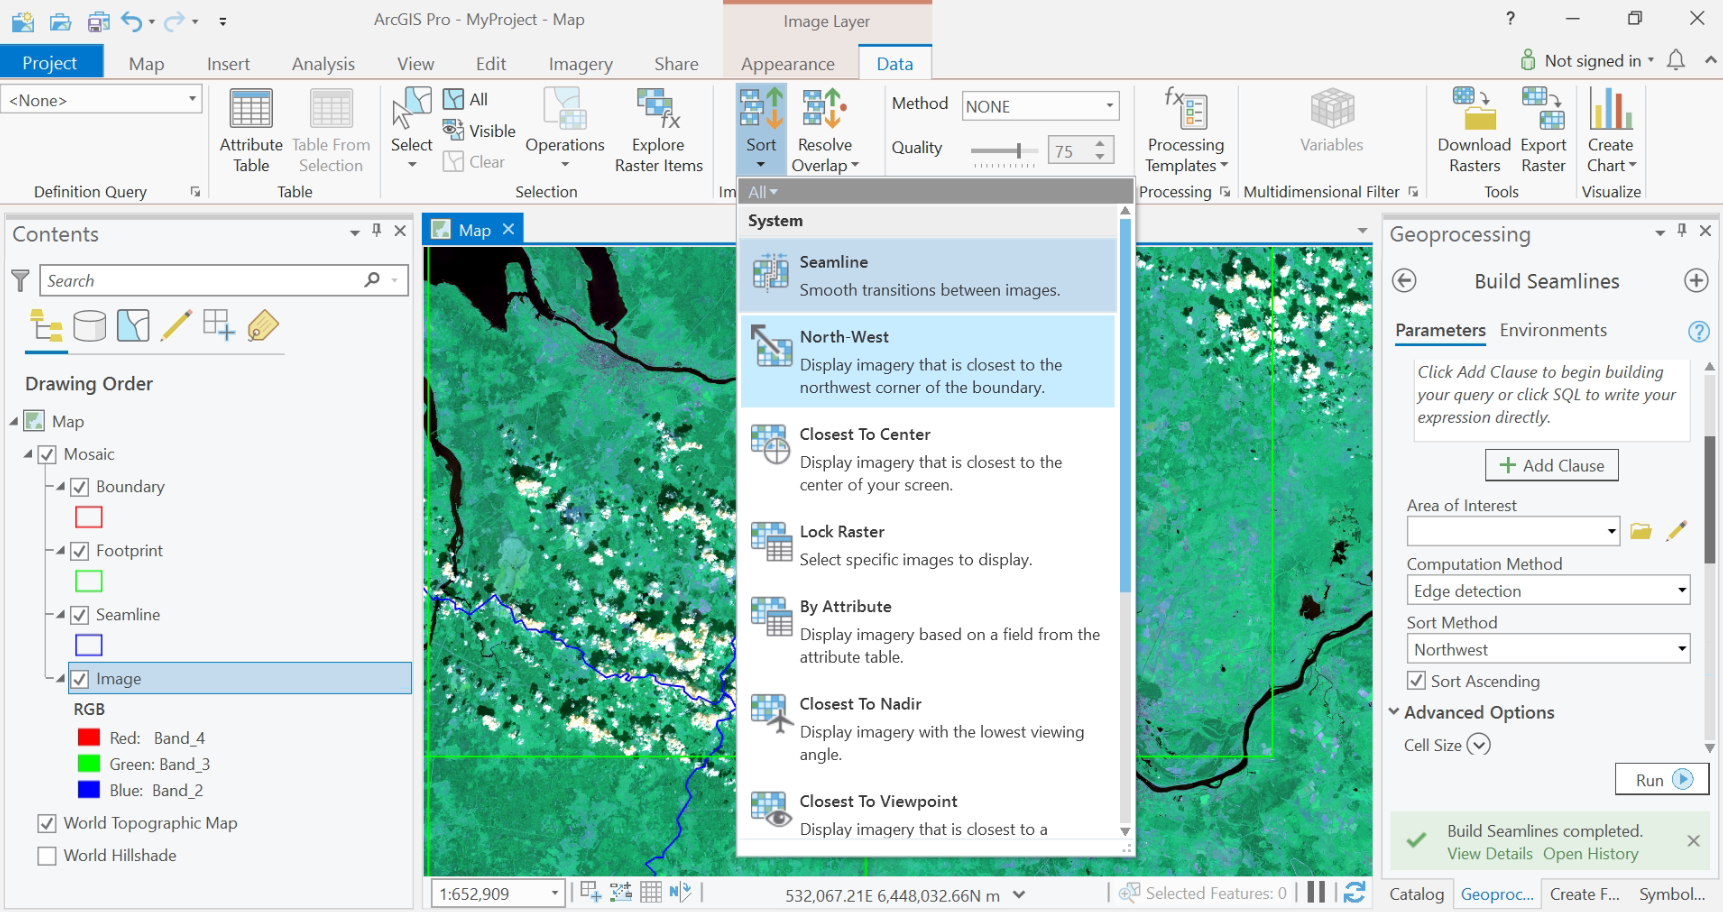 ArcGIS Pro - MyProject - Map
Image Layer
?
Project
Map
Insert
Analysis
View
Edit
Imagery
Share
Appearance
Data
Not signed in
<None>
Definition Query
Attribute
Table
Table From
Selection
Table
Select
All
Visible
Clear
Operations
Explore
Raster Items
Selection
Sort
Resolve
Overlap
Im
Method NONE
Quality 75
Processing
Templates
Processing
Variables
Multidimensional Filter
Download
Rasters
Export
Raster
Tools
Create
Chart
Visualize
Contents
Search
Drawing Order
Map
Mosaic
Boundary
Footprint
Seamline
Image
RGB
Red: Band_4
Green: Band_3
Blue: Band_2
World Topographic Map
World Hillshade
Map
All
System
Seamline
Smooth transitions between images.
North-West
Display imagery that is closest to the
northwest corner of the boundary.
Closest To Center
Display imagery that is closest to the
center of your screen.
Lock Raster
Select specific images to display.
By Attribute
Display imagery based on a field from the
attribute table.
Closest To Nadir
Display imagery with the lowest viewing
angle.
Closest To Viewpoint
Display imagery that is closest to a
1:652,909
N
532,067.21E 6,448,032.66N m
Selected Features: 0
Geoprocessing
Build Seamlines
Parameters Environments
?
Click Add Clause to begin building
your query or click SQL to write your
expression directly.
Add Clause
Area of Interest
Computation Method
Edge detection
Sort Method
Northwest
Sort Ascending
Advanced Options
Cell Size
Run
Build Seamlines completed.
View Details Open History
Catalog
Geoproc...
Create F...
Symbol...